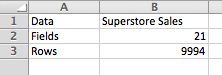 A B
1 Data Superstore Sales
2 Fields 21
3 Rows 9994